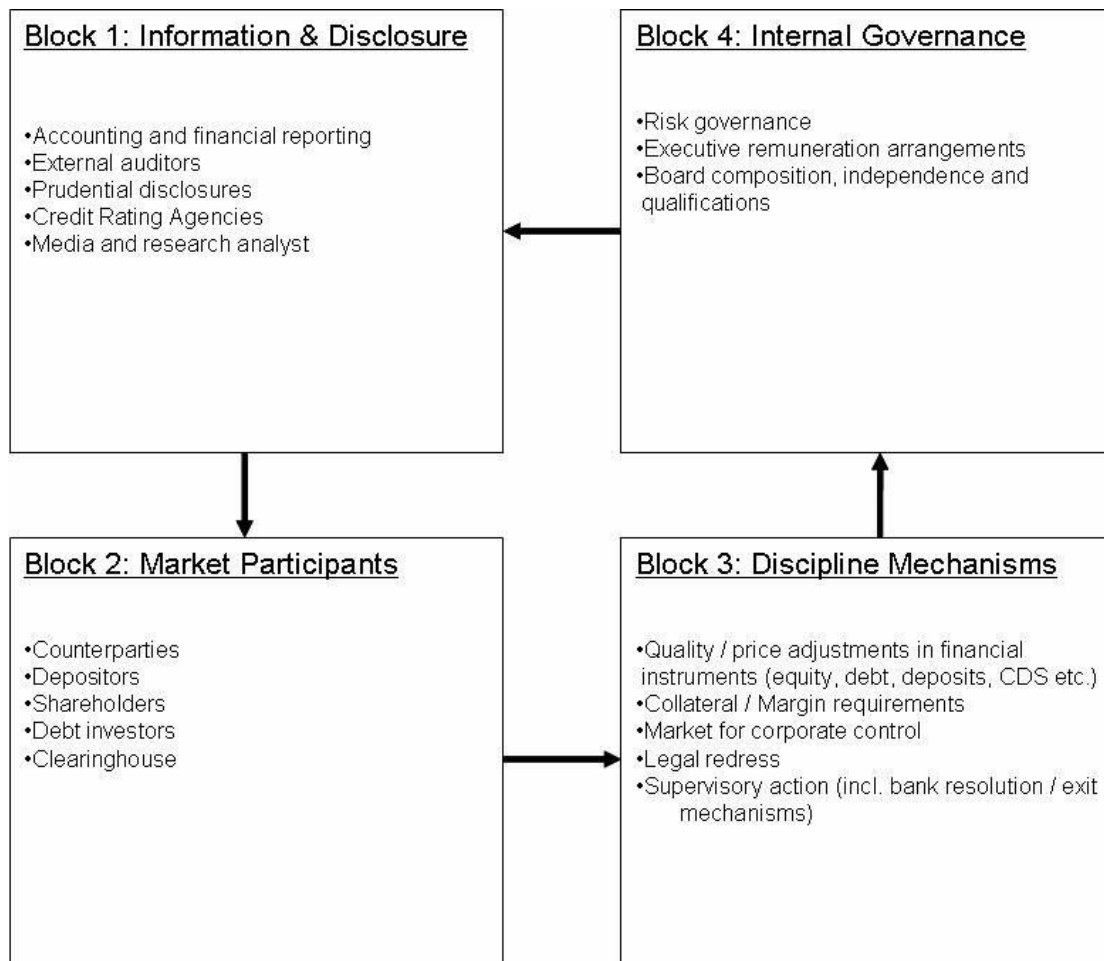 Block 1: Information & Disclosure
•Accounting and financial reporting
•External auditors
•Prudential disclosures
•Credit Rating Agencies
•Media and research analyst
Block 4: Internal Governance
•Risk governance
•Executive remuneration arrangements
•Board composition, independence and
qualifications
Block 2: Market Participants
•Counterparties
•Depositors
•Shareholders
•Debt investors
•Clearinghouse
Block 3: Discipline Mechanisms
•Quality / price adjustments in financial
instruments (equity, debt, deposits, CDS etc.)
•Collateral / Margin requirements
•Market for corporate control
•Legal redress
•Supervisory action (incl. bank resolution / exit
mechanisms)